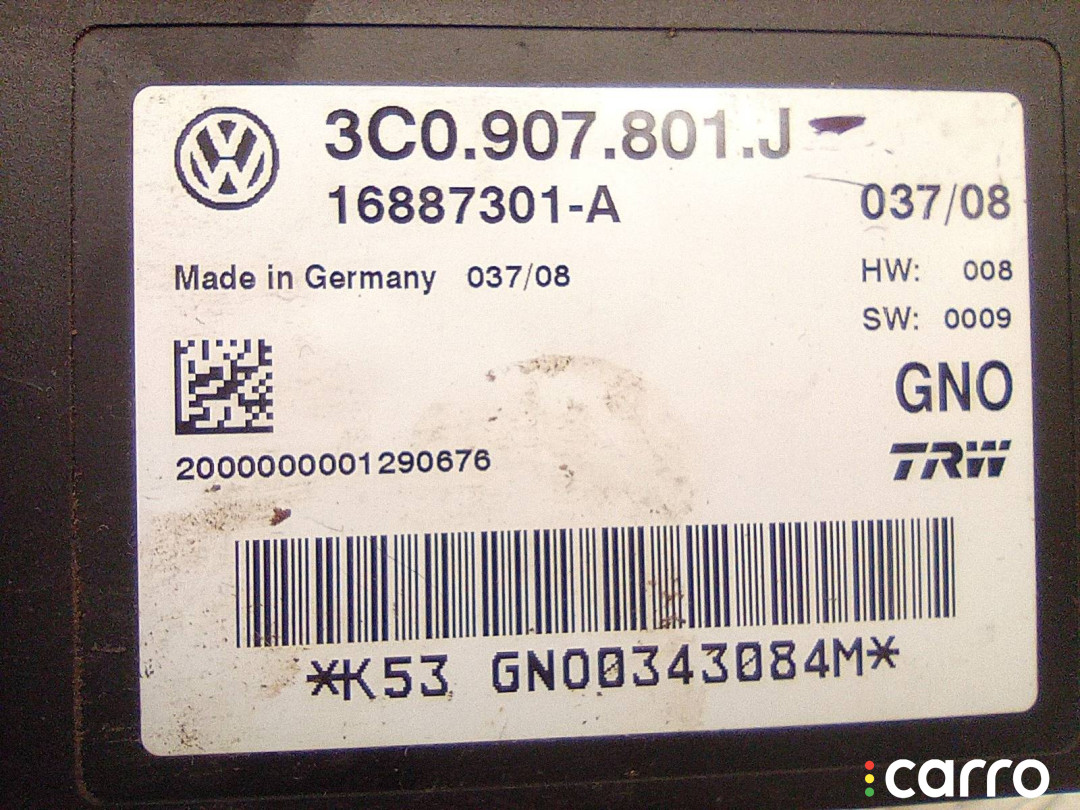 3C0.907.801.J
16887301-A
037/08
Made in Germany 037/08
HW: 008
SW: 0009
GNO
2000000001290676
TRW
*K53 GNO0343084M*
carro